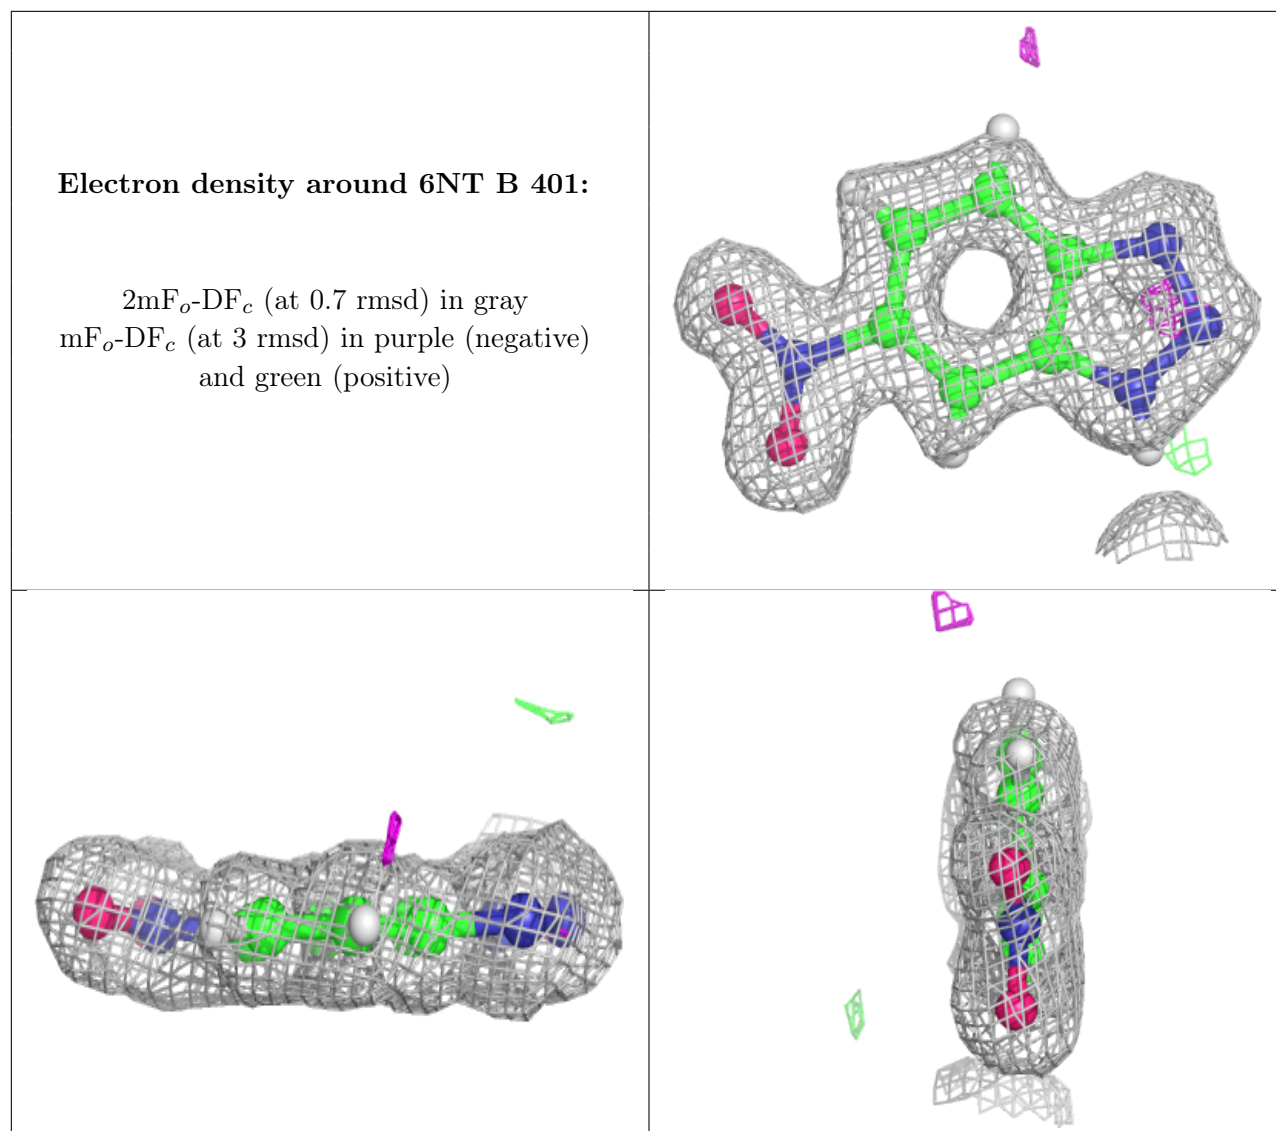 Electron density around 6NT B 401:
2mFo-DFc (at 0.7 rmsd) in gray
mFo-DFc (at 3 rmsd) in purple (negative)
and green (positive)